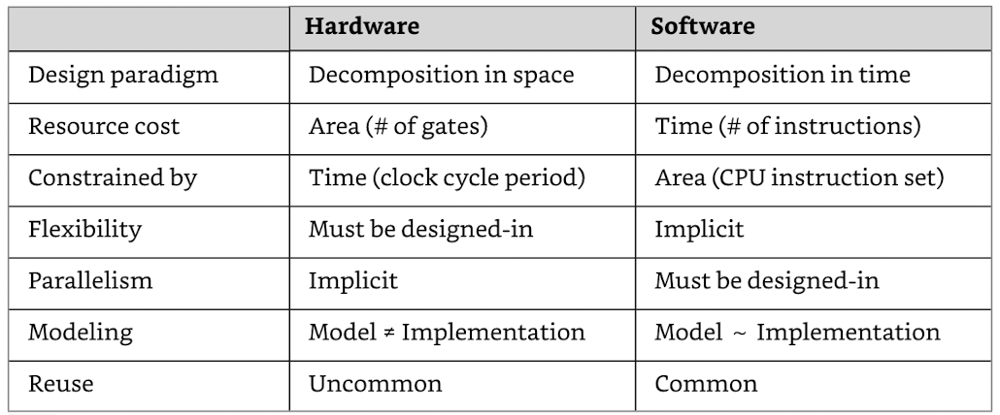 Hardware Software
Design paradigm Decomposition in space Decomposition in time
Resource cost Area (# of gates) Time (# of instructions)
Constrained by Time (clock cycle period) Area (CPU instruction set)
Flexibility Must be designed-in Implicit
Parallelism Implicit Must be designed-in
Modeling Model ≠ Implementation Model ~ Implementation
Reuse Uncommon Common